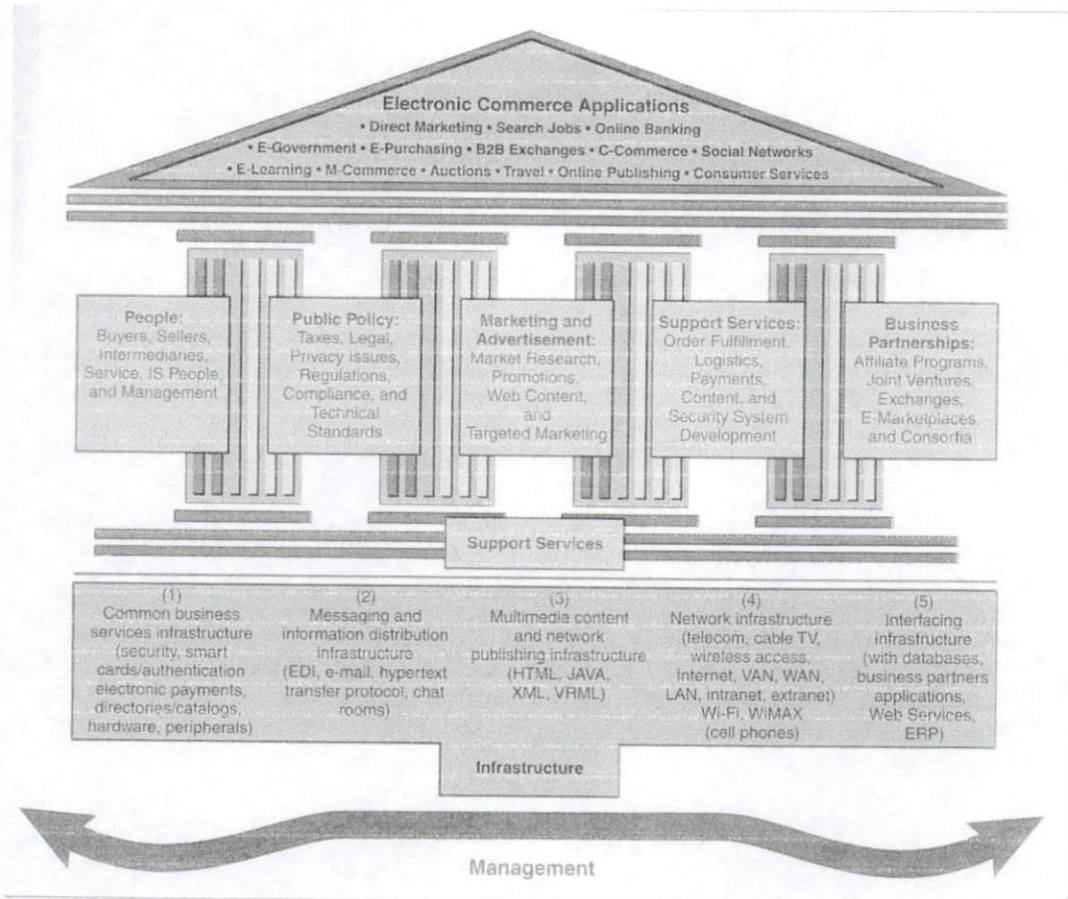 Electronic Commerce Applications
• Direct Marketing • Search Jobs • Online Banking
• E-Government • E-Purchasing • B2B Exchanges • C-Commerce • Social Networks
• E-Learning • M-Commerce • Auctions • Travel • Online Publishing • Consumer Services
People:
Buyers, Sellers,
Intermediaries,
Service, IS People,
and Management
Public Policy:
Taxes, Legal,
Privacy issues,
Regulations,
Compliance, and
Technical
Standards
Marketing and
Advertisement:
Market Research,
Promotions,
Web Content,
and
Targeted Marketing
Support Services:
Order Fulfillment,
Logistics,
Payments,
Content, and
Security System
Development
Business
Partnerships:
Affiliate Programs,
Joint Ventures,
Exchanges,
E-Marketplaces,
and Consortia
Support Services
(1)
Common business
services infrastructure
(security, smart
cards/authentication
electronic payments,
directories/catalogs,
hardware, peripherals)
(2)
Messaging and
information distribution
infrastructure
(EDI, e-mail, hypertext
transfer protocol, chat
rooms)
(3)
Multimedia content
and network
publishing infrastructure
(HTML, JAVA,
XML, VRML)
(4)
Network infrastructure
(telecom, cable TV,
wireless access,
Internet, VAN, WAN,
LAN, intranet, extranet)
Wi-Fi, WiMAX
(cell phones)
(5)
Interfacing
infrastructure
(with databases,
business partners
applications,
Web Services,
ERP)
Infrastructure
Management